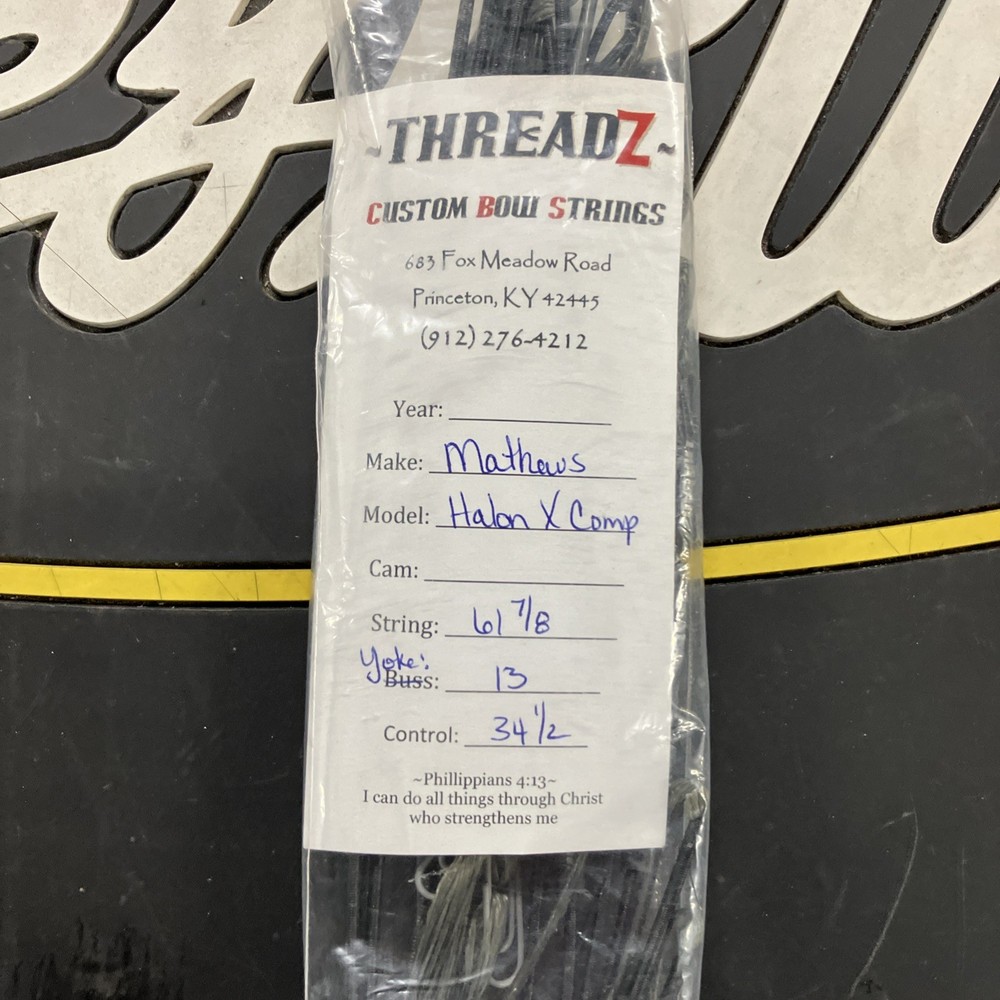 ~THREADZ~
CUSTOM BOW STRINGS
683 Fox Meadow Road
Princeton, KY 42445
(912) 276-4212
Year:
Make: Mathews
Model: Halon X Comp
Cam:
String: 61 7/8
Yoke:
Buss: 13
Control: 34 1/2
~Phillippians 4:13~
I can do all things through Christ
who strengthens me